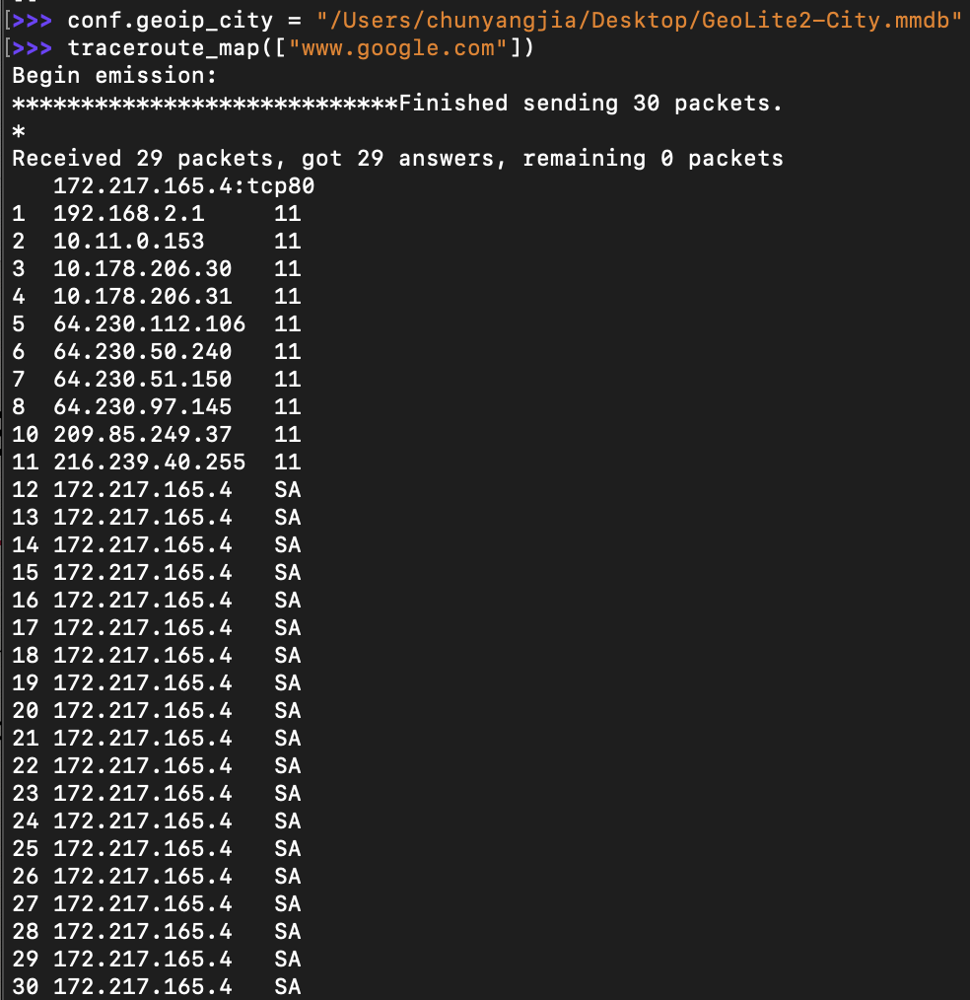 >>> conf.geoip_city = "/Users/chunyangjia/Desktop/GeoLite2-City.mmdb"
>>> traceroute_map(["www.google.com"])
Begin emission:
****************************Finished sending 30 packets.
*
Received 29 packets, got 29 answers, remaining 0 packets
   172.217.165.4:tcp80
1  192.168.2.1     11
2  10.11.0.153     11
3  10.178.206.30   11
4  10.178.206.31   11
5  64.230.112.106  11
6  64.230.50.240   11
7  64.230.51.150   11
8  64.230.97.145   11
10 209.85.249.37   11
11 216.239.40.255  11
12 172.217.165.4   SA
13 172.217.165.4   SA
14 172.217.165.4   SA
15 172.217.165.4   SA
16 172.217.165.4   SA
17 172.217.165.4   SA
18 172.217.165.4   SA
19 172.217.165.4   SA
20 172.217.165.4   SA
21 172.217.165.4   SA
22 172.217.165.4   SA
23 172.217.165.4   SA
24 172.217.165.4   SA
25 172.217.165.4   SA
26 172.217.165.4   SA
27 172.217.165.4   SA
28 172.217.165.4   SA
29 172.217.165.4   SA
30 172.217.165.4   SA